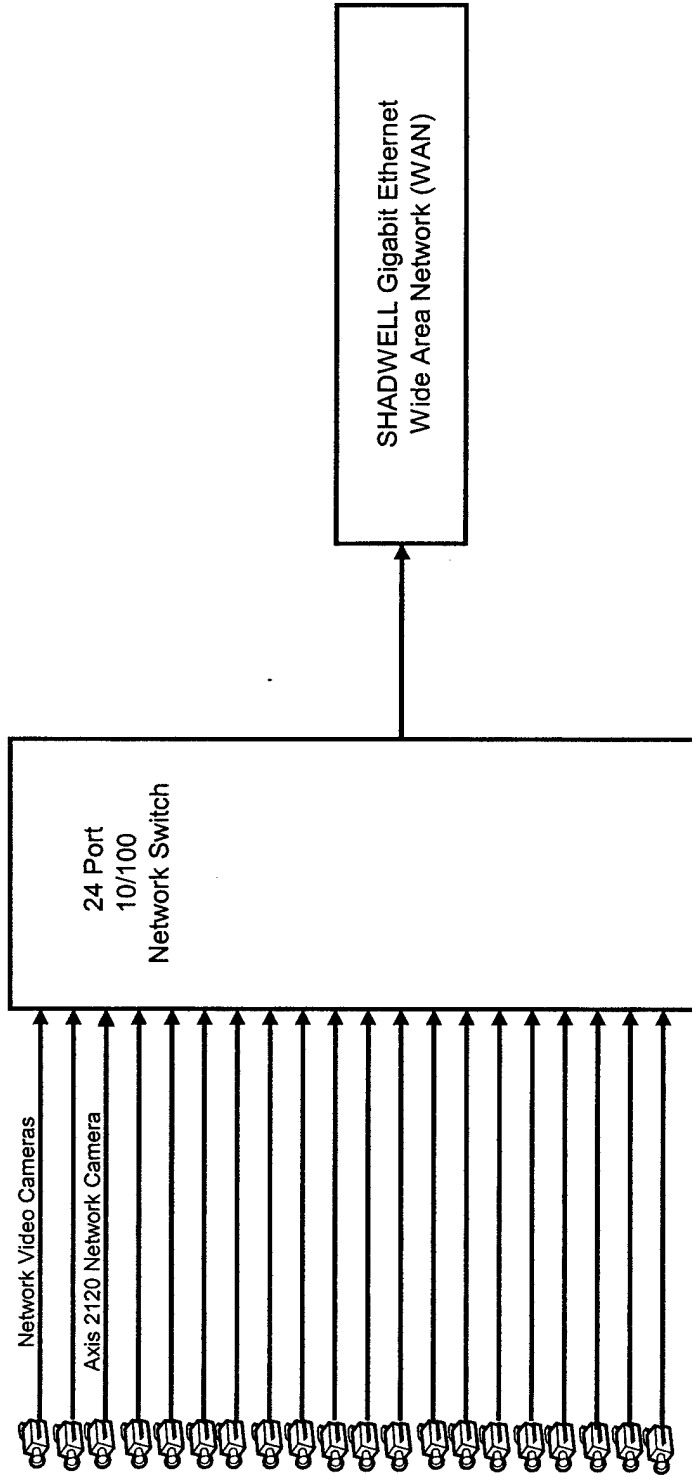 Network Video Cameras
Axis 2120 Network Camera
24 Port
10/100
Network Switch
SHADWELL Gigabit Ethernet
Wide Area Network (WAN)